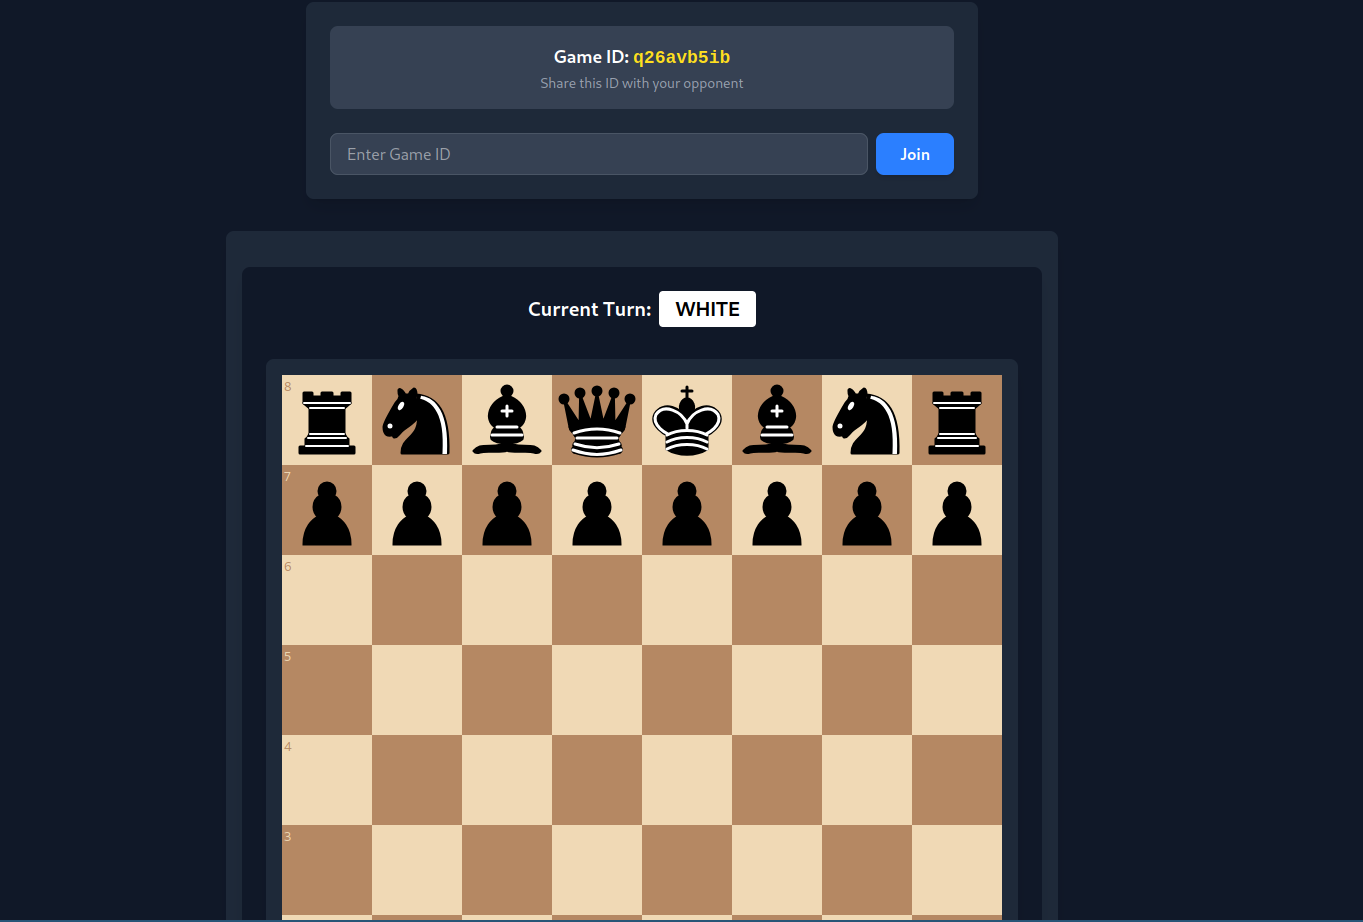 Game ID: q26avb5ib
Share this ID with your opponent
Enter Game ID
Join
Current Turn: WHITE
8
7
6
5
4
3